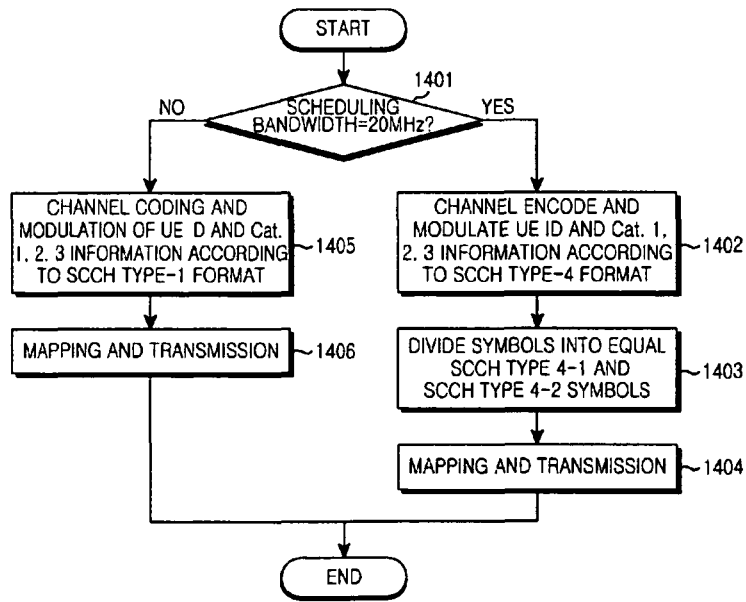 START
1401
NO
SCHEDULING
YES
BANDWIDTH=20MHz?
CHANNEL CODING AND
MODULATION OF UE D AND Cat.
1, 2, 3 INFORMATION ACCORDING
TO SCCH TYPE-1 FORMAT
1405
CHANNEL ENCODE AND
MODULATE UE ID AND Cat. 1,
2, 3 INFORMATION ACCORDING
TO SCCH TYPE-4 FORMAT
1402
MAPPING AND TRANSMISSION
1406
DIVIDE SYMBOLS INTO EQUAL
SCCH TYPE 4-1 AND
SCCH TYPE 4-2 SYMBOLS
1403
MAPPING AND TRANSMISSION
1404
END